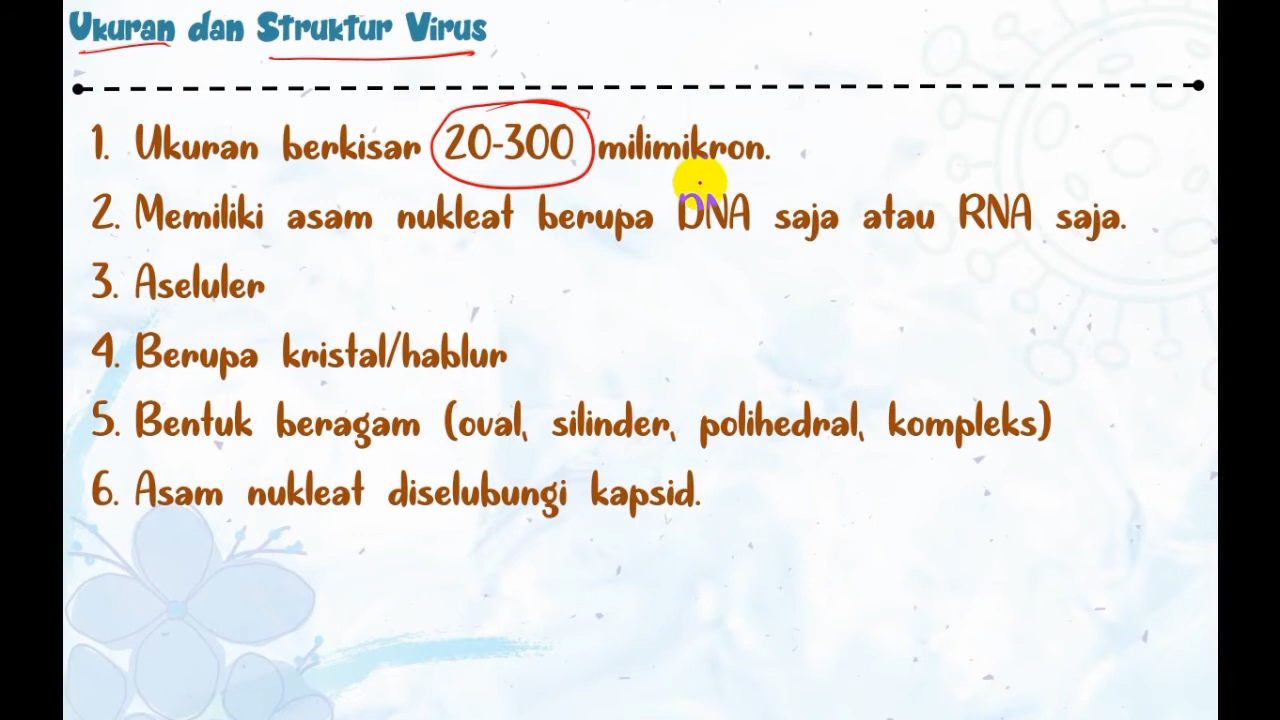 Ukuran dan Struktur Virus
1. Ukuran berkisar 20-300 milimikron.
2. Memiliki asam nukleat berupa DNA saja atau RNA saja.
3. Aseluler
4. Berupa kristal/hablur
5. Bentuk beragam (oval, silinder, polihedral, kompleks)
6. Asam nukleat diselubungi kapsid.